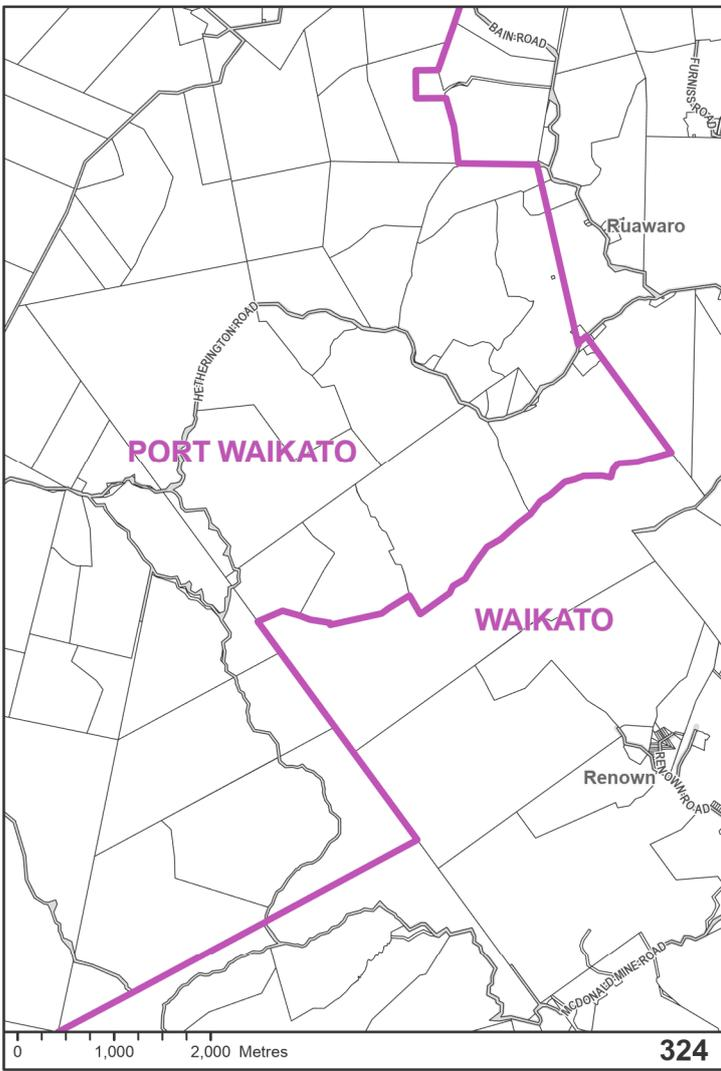 BAIN ROAD
FURNISS ROAD
Ruawaro
HETHERINGTON ROAD
PORT WAIKATO
WAIKATO
Renown
RENOWN ROAD
MCDONALD MINE ROAD
0 1,000 2,000 Metres
324